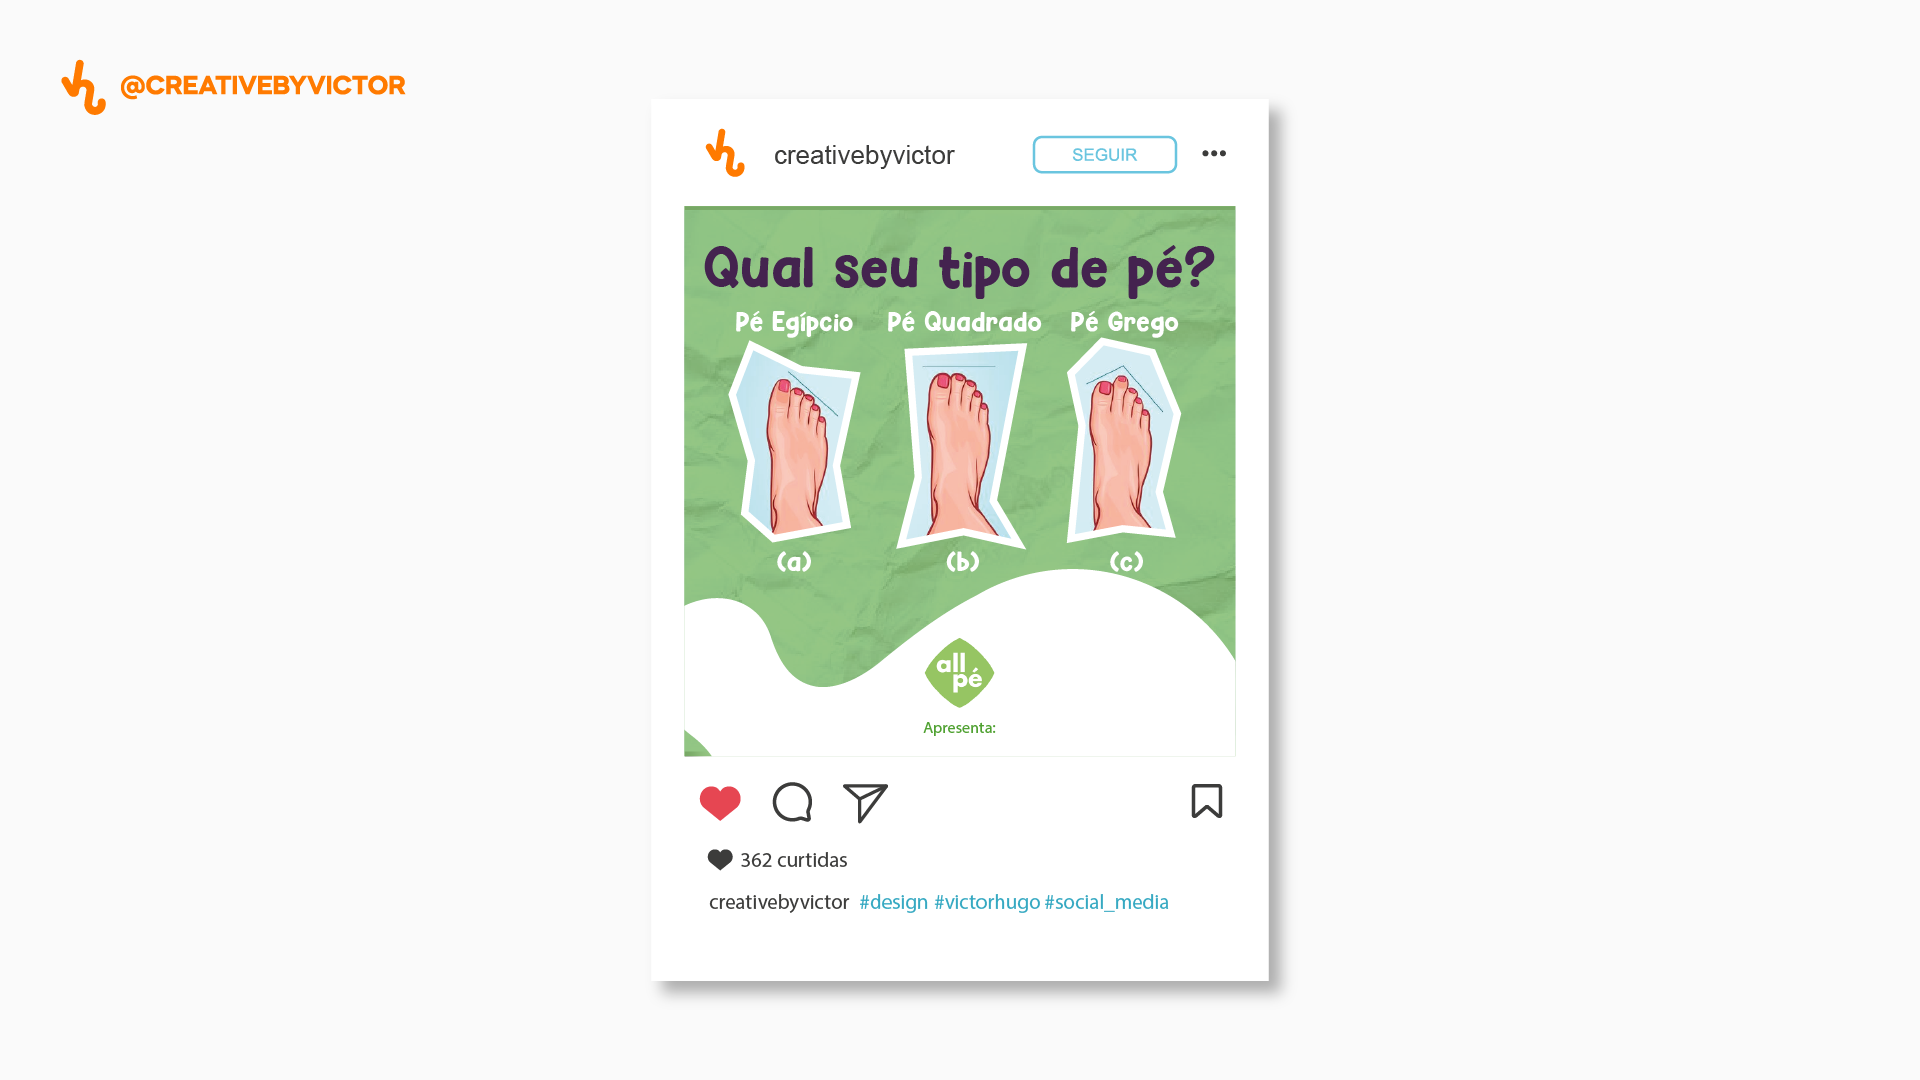 @CREATIVEBYVICTOR
creativebyvictor
SEGUIR
Qual seu tipo de pé?
Pé Egípcio Pé Quadrado Pé Grego
(a) (b) (c)
all
pé
Apresenta:
362 curtidas
creativebyvictor #design #victorhugo #social_media